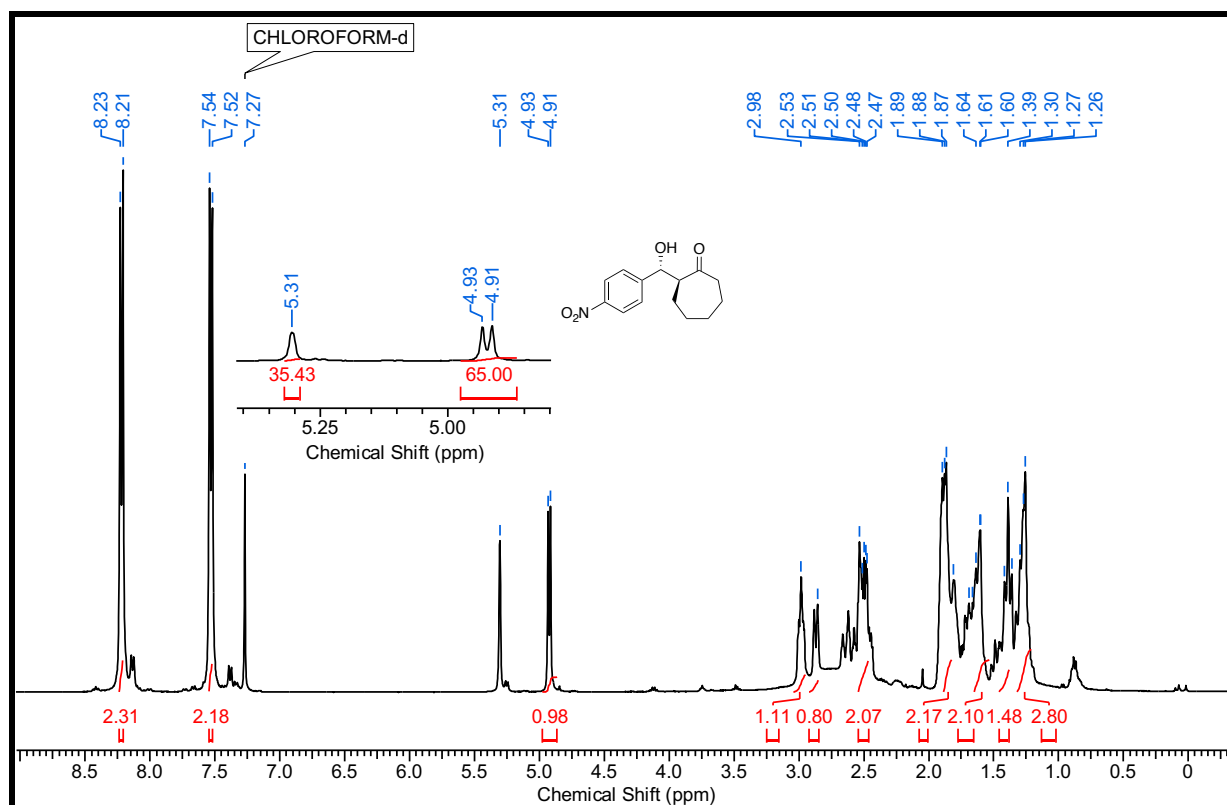 CHLOROFORM-d
8.23 8.21 7.54 7.52 7.27 5.31 4.93 4.91 2.98 2.53 2.51 2.50 2.48 2.47 1.89 1.88 1.87 1.64 1.61 1.60 1.39 1.30 1.27 1.26
OH
O
O2N
5.31 4.93 4.91
35.43 65.00
5.25 5.00
Chemical Shift (ppm)
2.31 2.18 0.98 1.11 0.80 2.07 2.17 2.10 1.48 2.80
8.5 8.0 7.5 7.0 6.5 6.0 5.5 5.0 4.5 4.0 3.5 3.0 2.5 2.0 1.5 1.0 0.5 0
Chemical Shift (ppm)